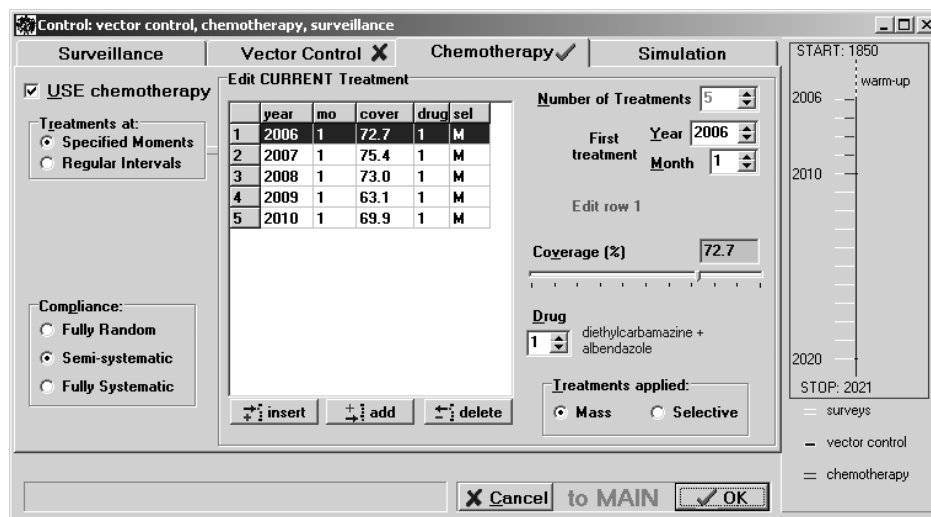 Control: vector control, chemotherapy, surveillance
Surveillance
Vector Control
Chemotherapy
Simulation
USE chemotherapy
Treatments at:
Specified Moments
Regular Intervals
Compliance:
Fully Random
Semi-systematic
Fully Systematic
Edit CURRENT Treatment
year mo cover drug sel
1 2006 1 72.7 1 M
2 2007 1 75.4 1 M
3 2008 1 73.0 1 M
4 2009 1 63.1 1 M
5 2010 1 69.9 1 M
insert
add
delete
Number of Treatments 5
First
treatment
Year 2006
Month 1
Edit row 1
Coverage (%) 72.7
Drug
1
diethylcarbamazine +
albendazole
Treatments applied:
Mass
Selective
Cancel
to MAIN
OK
START: 1850
warm-up
2006
2010
2020
STOP: 2021
surveys
vector control
chemotherapy